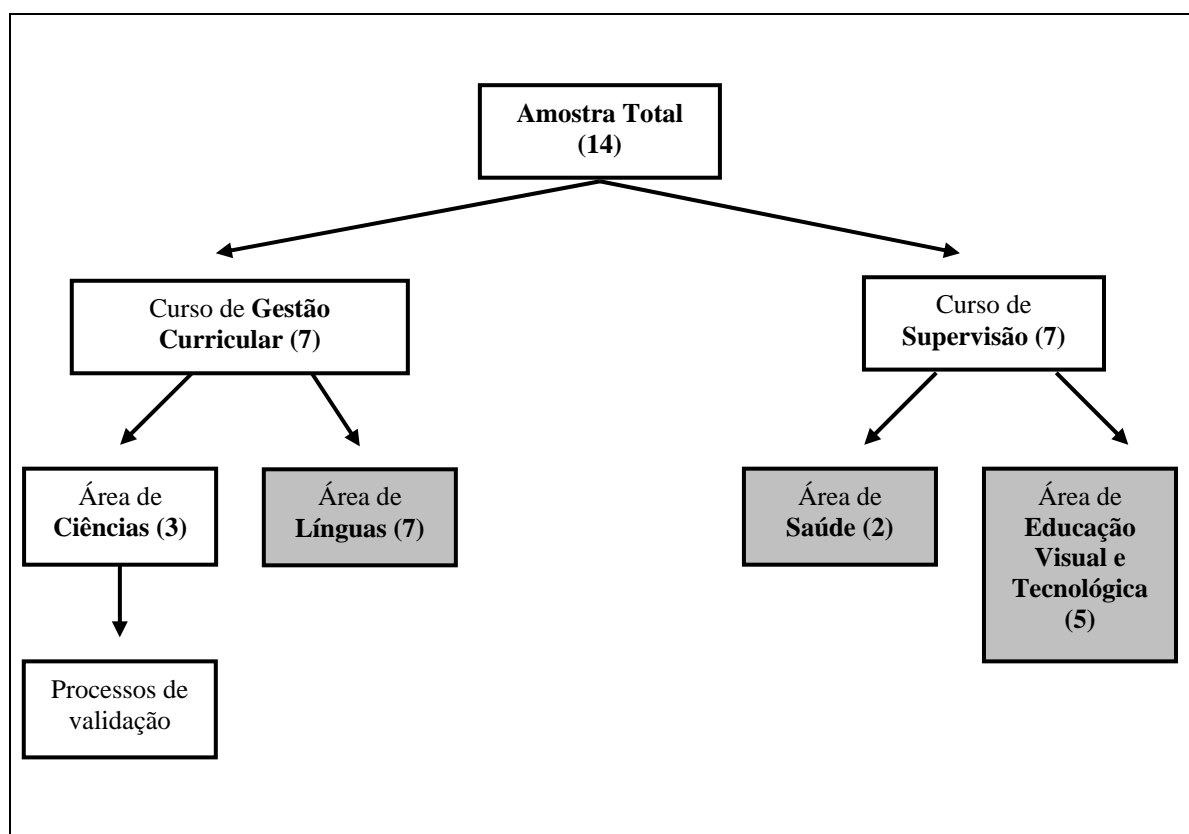 Amostra Total
(14)
Curso de Gestão
Curricular (7)
Curso de
Supervisão (7)
Área de
Ciências (3)
Área de
Línguas (7)
Área de
Saúde (2)
Área de
Educação
Visual e
Tecnológica
(5)
Processos de
validação